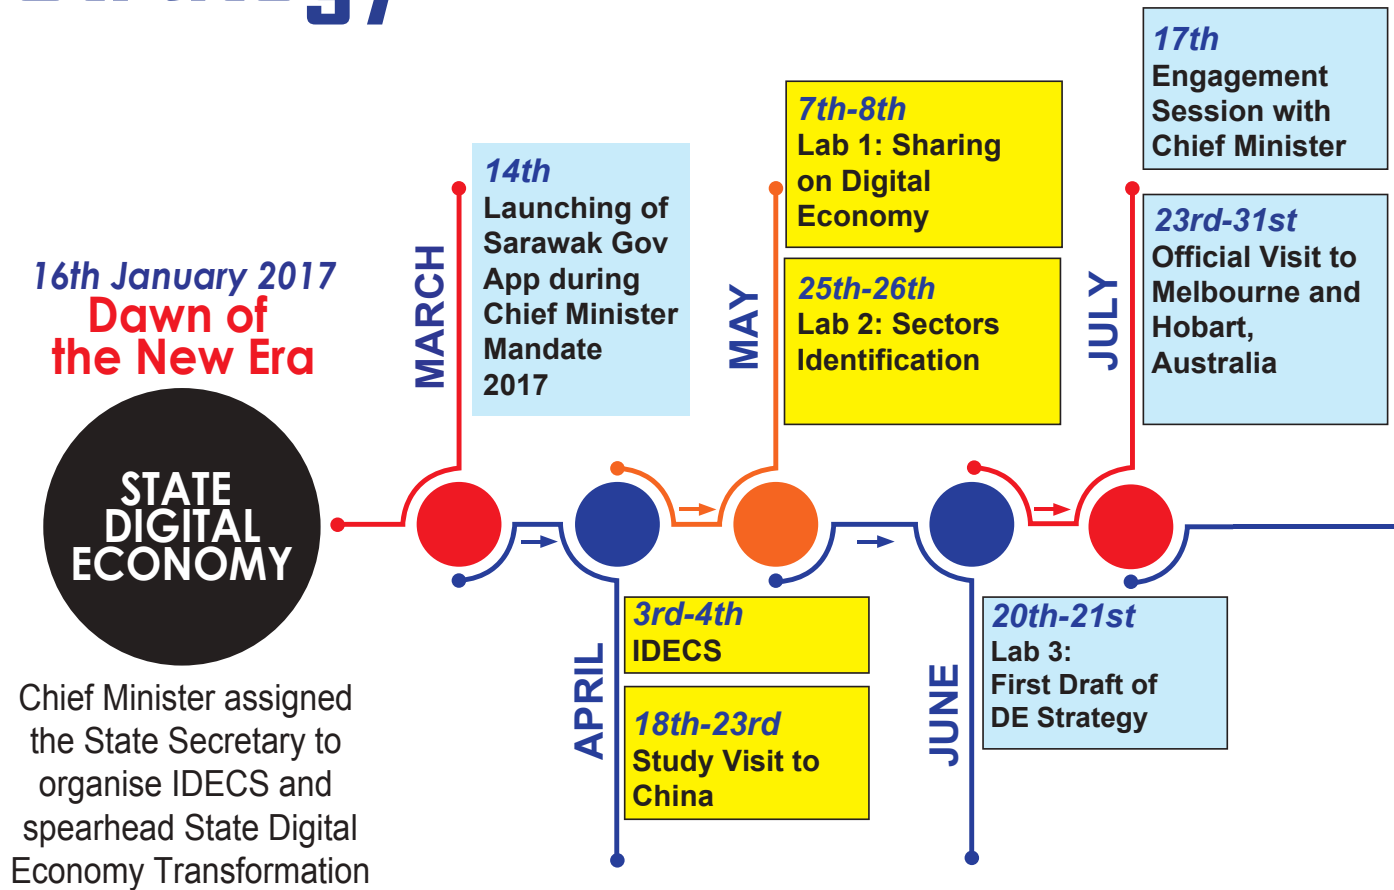 16th January 2017
Dawn of
the New Era
STATE
DIGITAL
ECONOMY
Chief Minister assigned
the State Secretary to
organise IDECS and
spearhead State Digital
Economy Transformation
MARCH
14th
Launching of
Sarawak Gov
App during
Chief Minister
Mandate
2017
APRIL
3rd-4th
IDECS
18th-23rd
Study Visit to
China
MAY
7th-8th
Lab 1: Sharing
on Digital
Economy
25th-26th
Lab 2: Sectors
Identification
JUNE
20th-21st
Lab 3:
First Draft of
DE Strategy
JULY
17th
Engagement
Session with
Chief Minister
23rd-31st
Official Visit to
Melbourne and
Hobart,
Australia